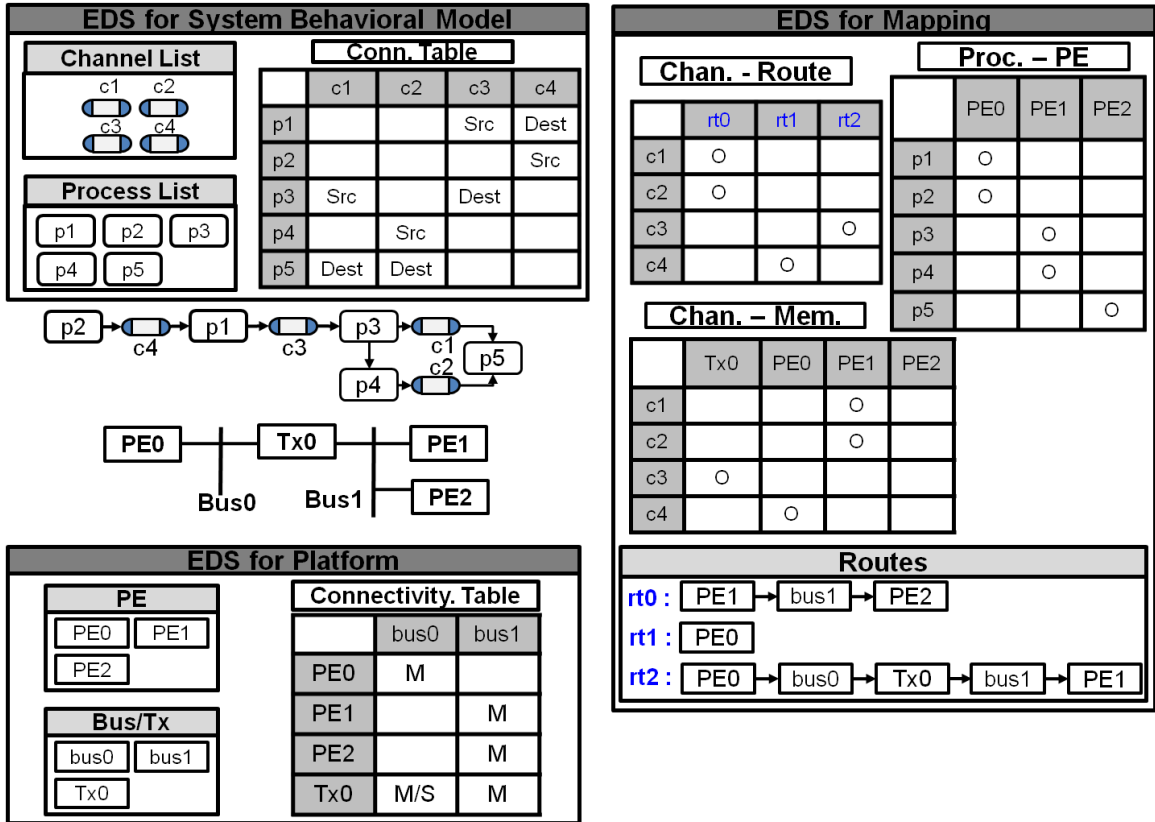 EDS for System Behavioral Model
Channel List
c1 c2
c3 c4
Process List
p1 p2 p3
p4 p5
Conn. Table
c1 c2 c3 c4
p1 Src Dest
p2 Src
p3 Src Dest
p4 Src
p5 Dest Dest
p2 c4 p1 c3 p3 c1
p5
p4 c2
PE0 Tx0 PE1
Bus0 Bus1 PE2
EDS for Platform
PE
PE0 PE1
PE2
Bus/Tx
bus0 bus1
Tx0
Connectivity. Table
bus0 bus1
PE0 M
PE1 M
PE2 M
Tx0 M/S M
EDS for Mapping
Chan. - Route
rt0 rt1 rt2
c1 O
c2 O
c3 O
c4 O
Proc. – PE
PE0 PE1 PE2
p1 O
p2 O
p3 O
p4 O
p5 O
Chan. – Mem.
Tx0 PE0 PE1 PE2
c1 O
c2 O
c3 O
c4 O
Routes
rt0 : PE1 bus1 PE2
rt1 : PE0
rt2 : PE0 bus0 Tx0 bus1 PE1